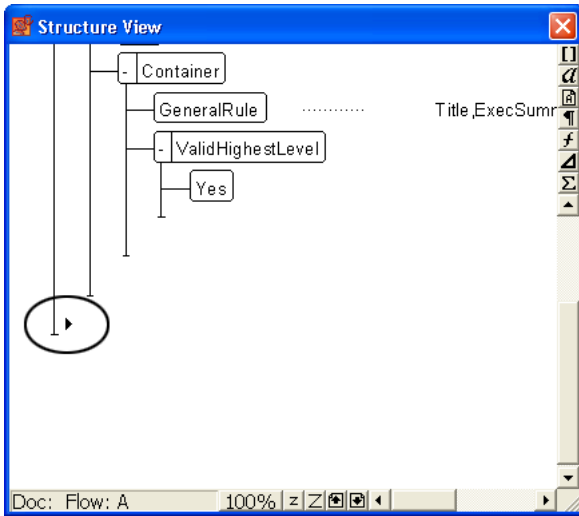 Structure View
- Container
GeneralRule ............ Title,ExecSumm
- ValidHighestLevel
Yes
Doc: Flow: A 100% z Z